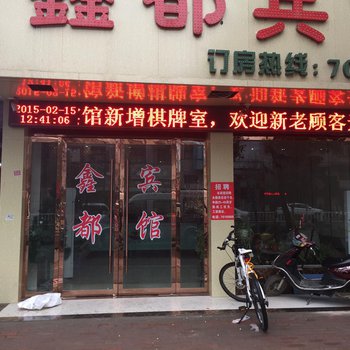 鑫都宾
订房热线:70
2015-02-15
12:41:06
馆新增棋牌室,欢迎新老顾客
鑫都
宾馆
招聘